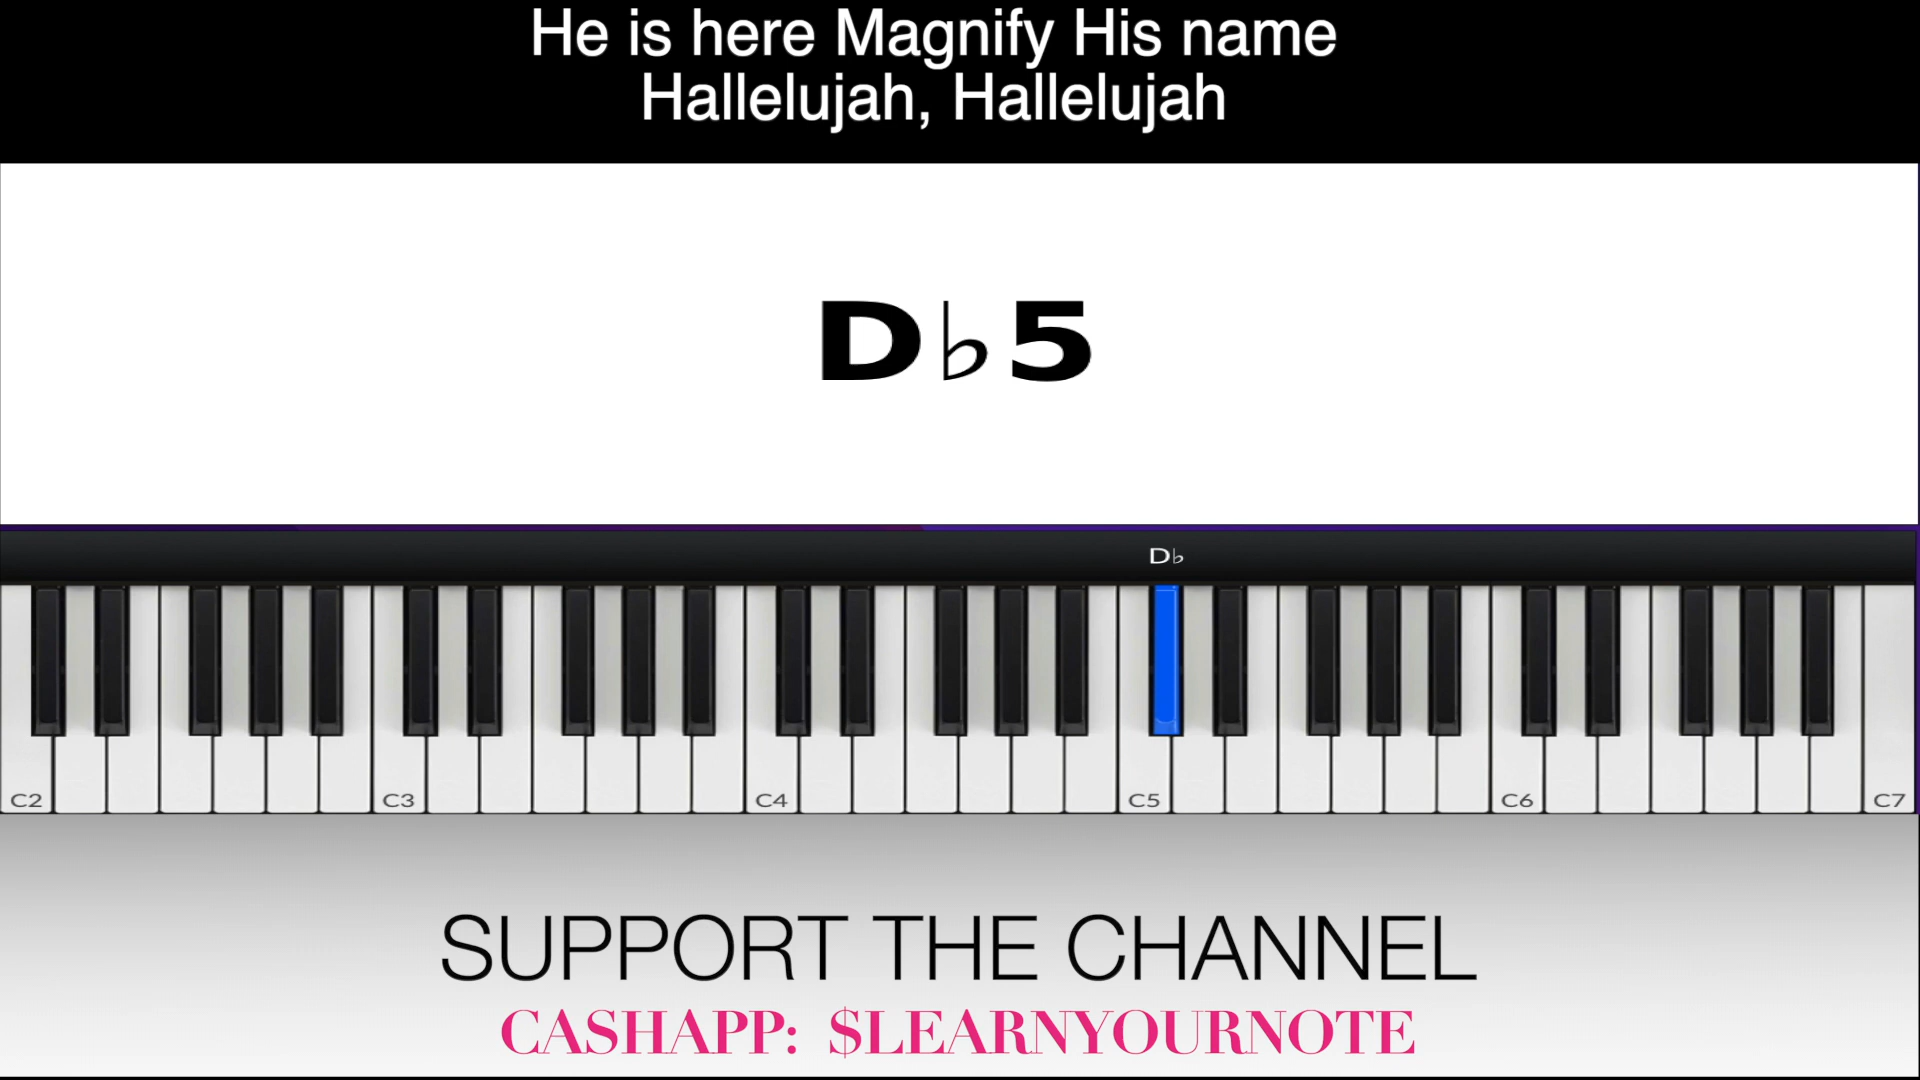 He is here Magnify His name
Hallelujah, Hallelujah
D♭5
D♭
C2 C3 C4 C5 C6 C7
SUPPORT THE CHANNEL
CASHAPP: $LEARNYOURNOTE